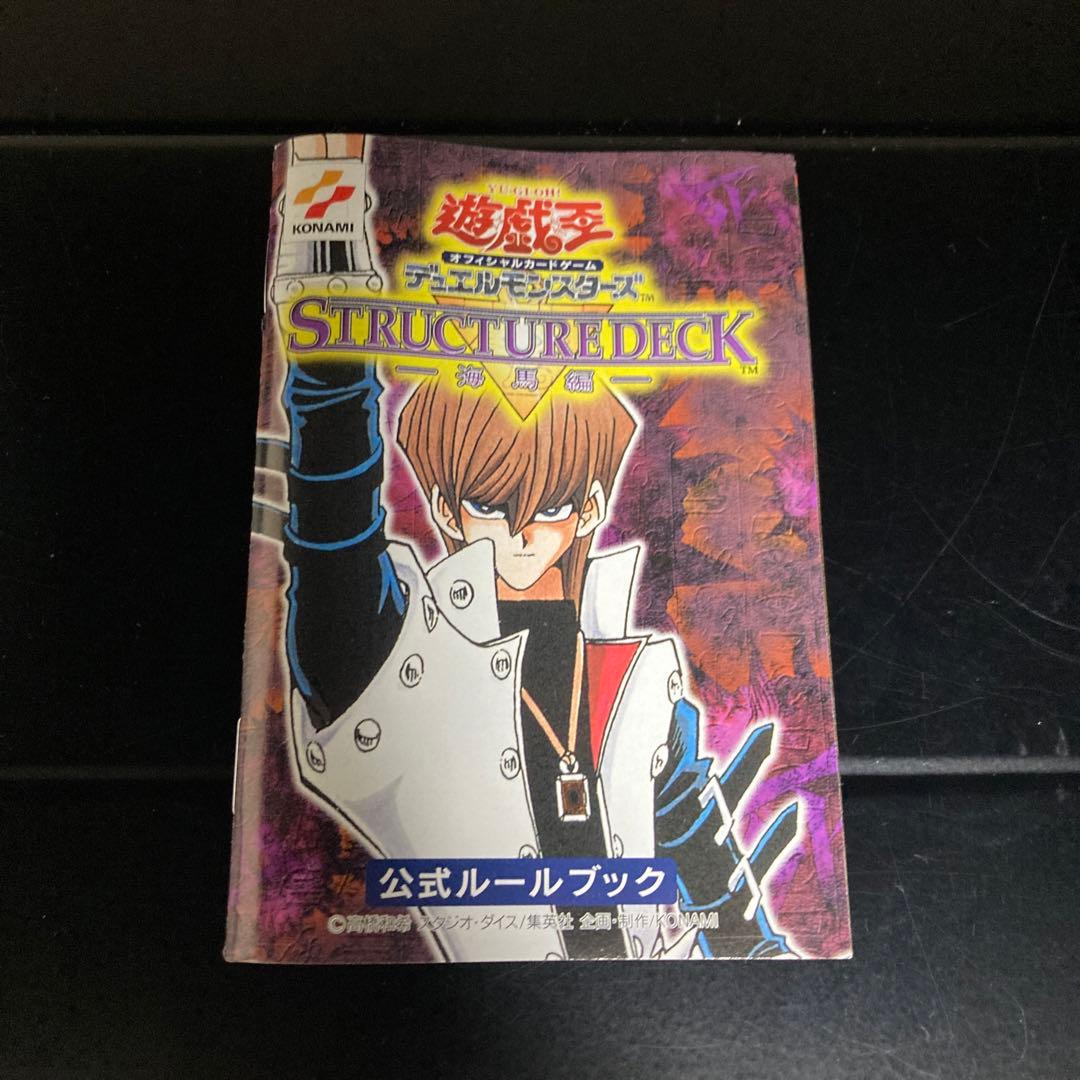 KONAMI
YU-GI-OH!
遊戯王
オフィシャルカードゲーム
デュエルモンスターズ™
STRUCTURE DECK™
海馬編
公式ルールブック
©高橋和希 スタジオ・ダイス/集英社 企画・制作/KONAMI